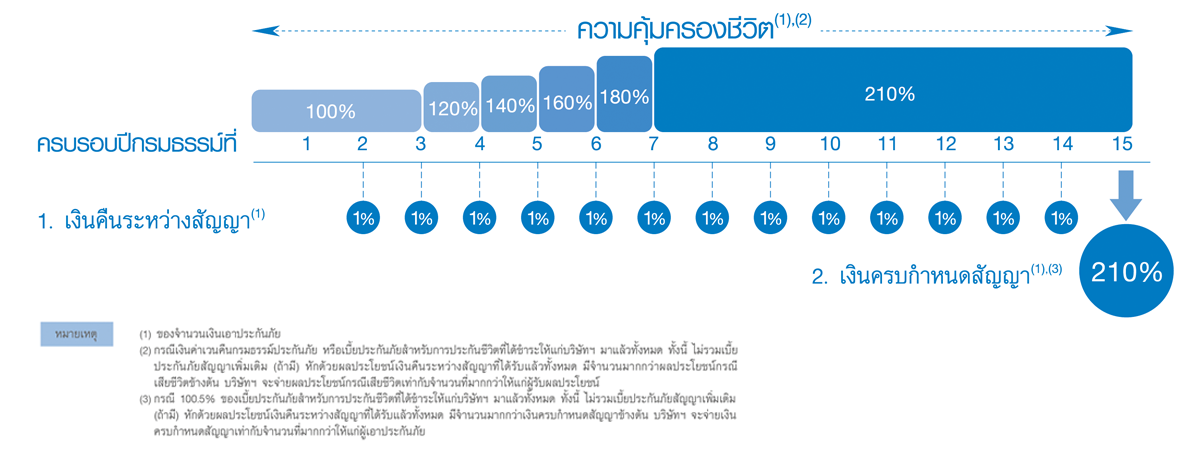 ความคุ้มครองชีวิต(1),(2)
100% 120% 140% 160% 180% 210%
ครบรอบปีกรมธรรม์ที่ 1 2 3 4 5 6 7 8 9 10 11 12 13 14 15
1. เงินคืนระหว่างสัญญา(1) 1% 1% 1% 1% 1% 1% 1% 1% 1% 1% 1% 1% 1%
2. เงินครบกำหนดสัญญา(1),(3) 210%
หมายเหตุ (1) ของจำนวนเงินเอาประกันภัย
(2) กรณีเงินค่าเวนคืนกรมธรรม์ประกันภัย หรือเบี้ยประกันภัยสำหรับการประกันชีวิตที่ได้ชำระให้แก่บริษัทฯ มาแล้วทั้งหมด ทั้งนี้ ไม่รวมเบี้ย
ประกันภัยสัญญาเพิ่มเติม (ถ้ามี) หักด้วยผลประโยชน์เงินคืนระหว่างสัญญาที่ได้รับแล้วทั้งหมด มีจำนวนมากกว่าผลประโยชน์กรณี
เสียชีวิตข้างต้น บริษัทฯ จะจ่ายผลประโยชน์กรณีเสียชีวิตเท่ากับจำนวนที่มากกว่าให้แก่ผู้รับผลประโยชน์
(3) กรณี 100.5% ของเบี้ยประกันภัยสำหรับการประกันชีวิตที่ได้ชำระให้แก่บริษัทฯ มาแล้วทั้งหมด ทั้งนี้ ไม่รวมเบี้ยประกันภัยสัญญาเพิ่มเติม
(ถ้ามี) หักด้วยผลประโยชน์เงินคืนระหว่างสัญญาที่ได้รับแล้วทั้งหมด มีจำนวนมากกว่าเงินครบกำหนดสัญญาข้างต้น บริษัทฯ จะจ่ายเงิน
ครบกำหนดสัญญาเท่ากับจำนวนที่มากกว่าให้แก่ผู้เอาประกันภัย